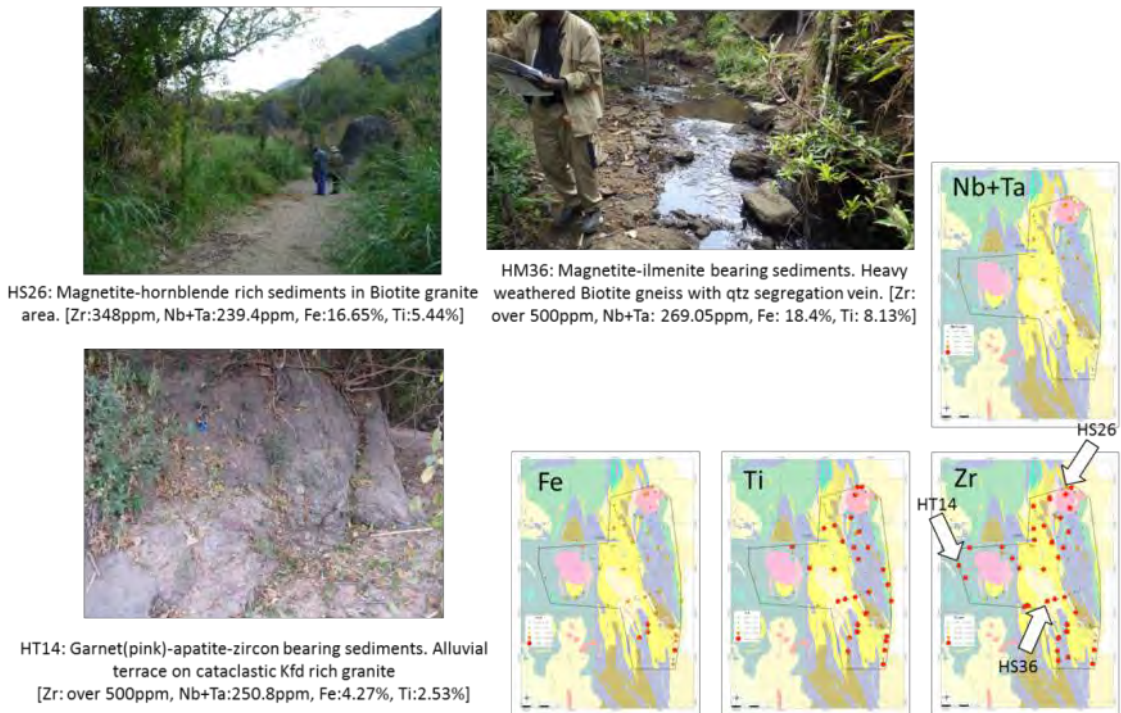 HS26: Magnetite-hornblende rich sediments in Biotite granite
area. [Zr:348ppm, Nb+Ta:239.4ppm, Fe:16.65%, Ti:5.44%]
HM36: Magnetite-ilmenite bearing sediments. Heavy
weathered Biotite gneiss with qtz segregation vein. [Zr:
over 500ppm, Nb+Ta: 269.05ppm, Fe: 18.4%, Ti: 8.13%]
HT14: Garnet(pink)-apatite-zircon bearing sediments. Alluvial
terrace on cataclastic Kfd rich granite
[Zr: over 500ppm, Nb+Ta:250.8ppm, Fe:4.27%, Ti:2.53%]
Nb+Ta
HS26
Fe
Ti
Zr
HT14
HS36